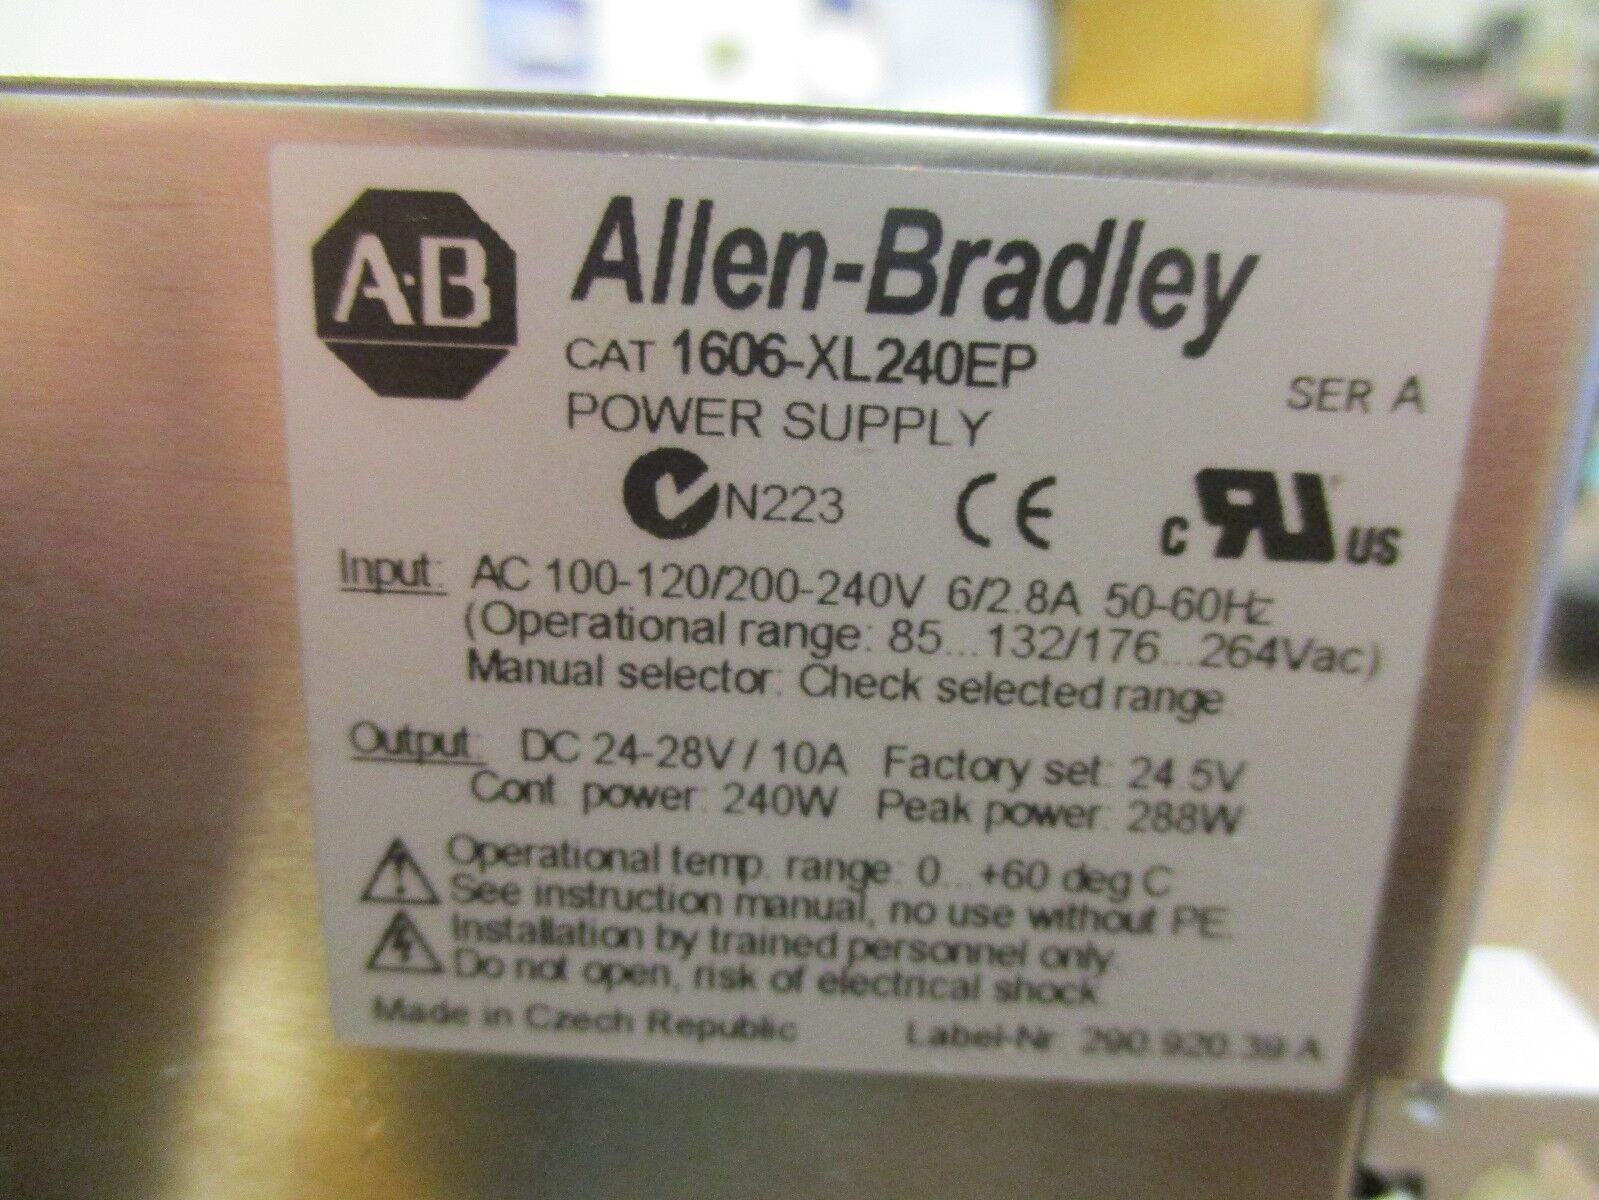 A·B Allen-Bradley
CAT 1606-XL240EP
SER A
POWER SUPPLY
N223 CE c RU US
Input: AC 100-120/200-240V 6/2.8A 50-60Hz
(Operational range: 85...132/176...264Vac)
Manual selector: Check selected range.
Output: DC 24-28V / 10A Factory set: 24.5V
Cont. power: 240W Peak power: 288W
Operational temp. range: 0...+60 deg C
See instruction manual, no use without PE.
Installation by trained personnel only.
Do not open, risk of electrical shock.
Made in Czech Republic Label-Nr. 290.920.39-A